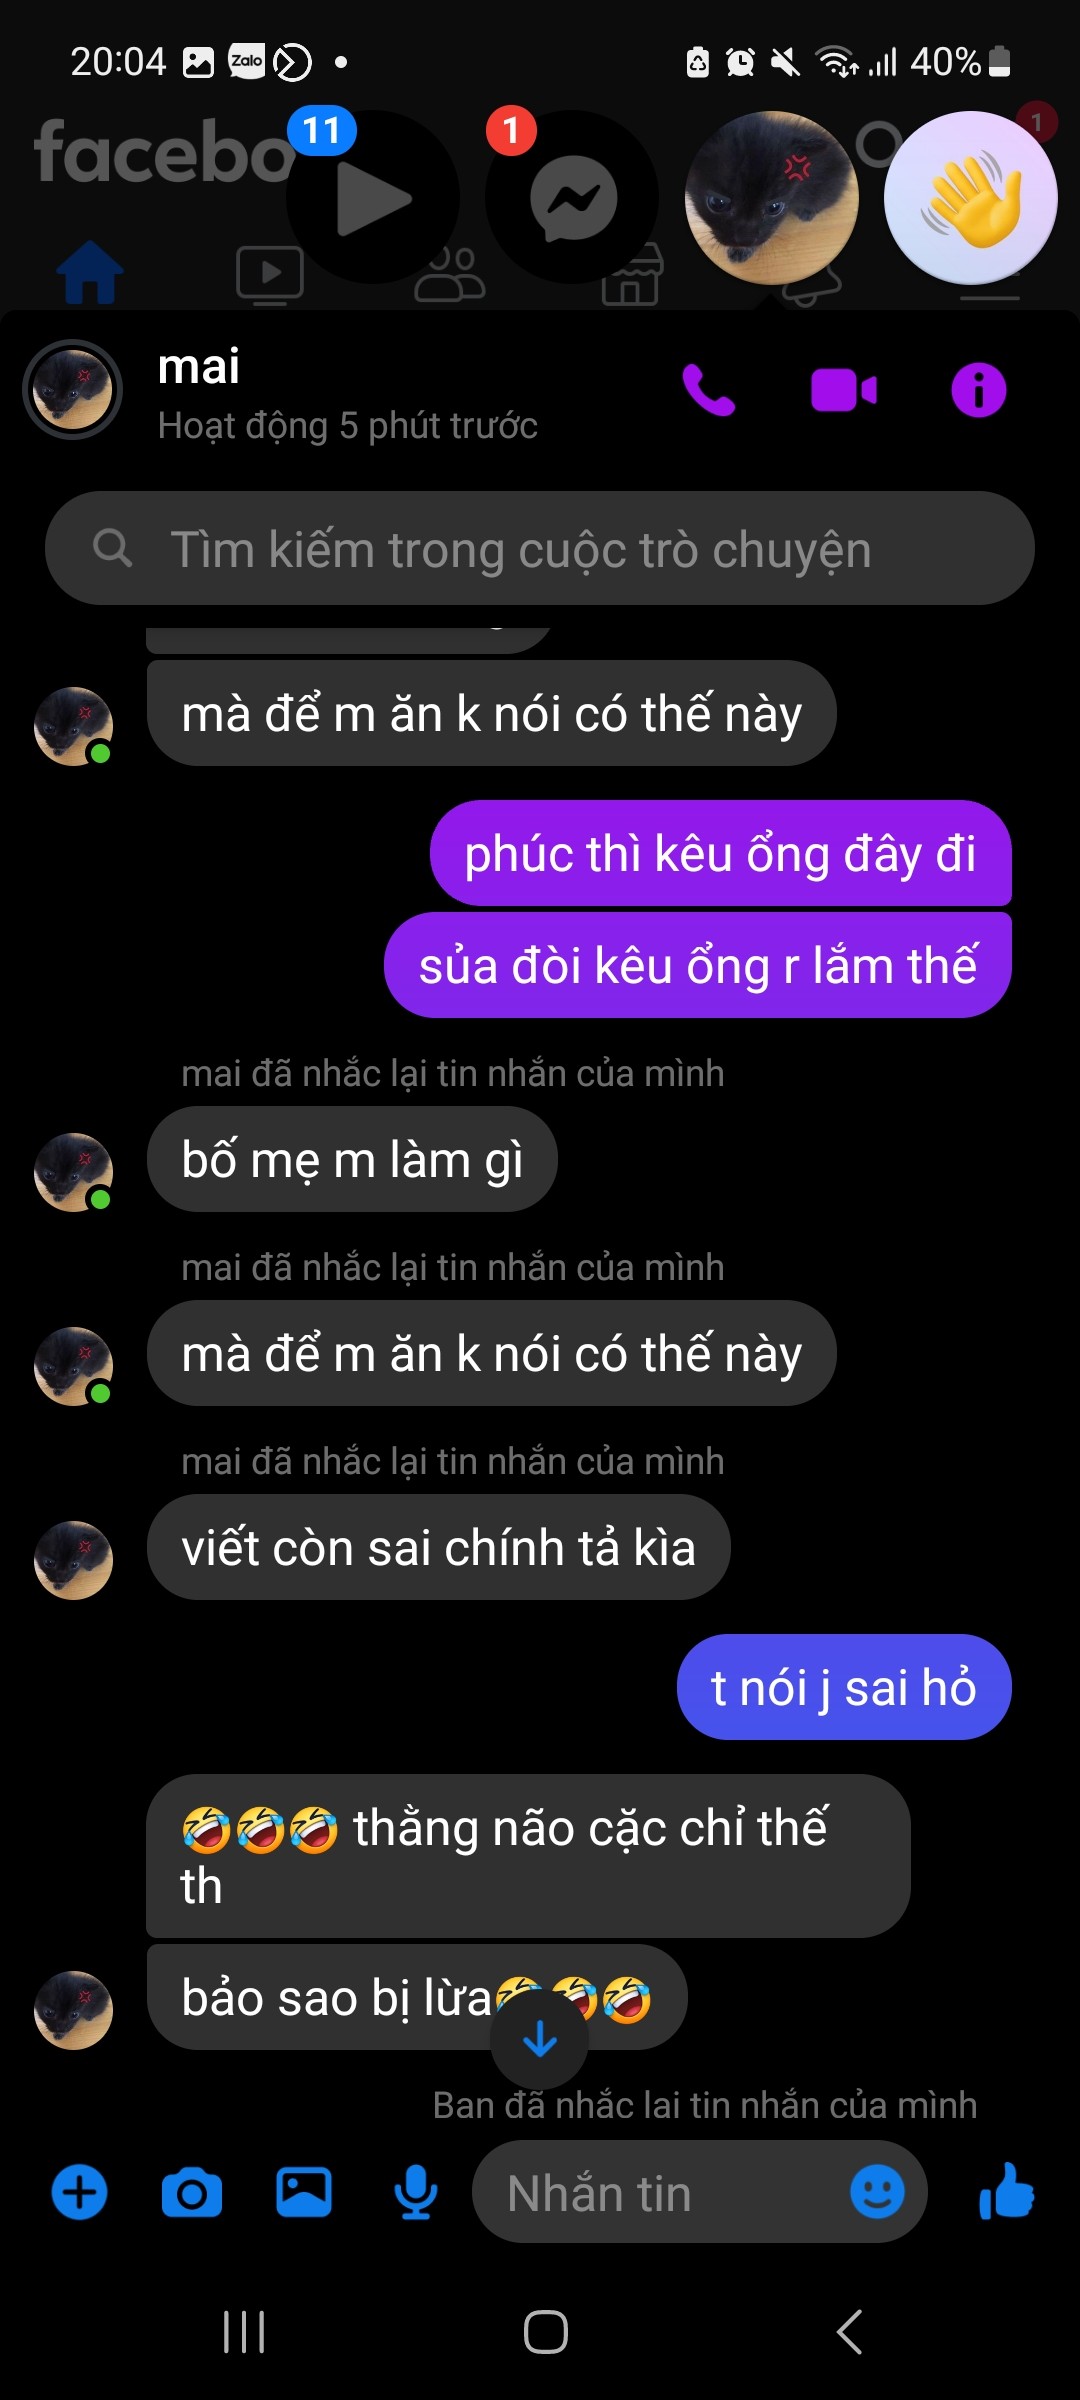 20:04
Zalo
40%
facebo
11
1
1
mai
Hoạt động 5 phút trước
Tìm kiếm trong cuộc trò chuyện
mà để m ăn k nói có thế này
phúc thì kêu ổng đây đi
sủa đòi kêu ổng r lắm thế
mai đã nhắc lại tin nhắn của mình
bố mẹ m làm gì
mai đã nhắc lại tin nhắn của mình
mà để m ăn k nói có thế này
mai đã nhắc lại tin nhắn của mình
viết còn sai chính tả kìa
t nói j sai hỏ
🤣🤣🤣 thằng não cặc chỉ thế
th
bảo sao bị lừa🤣🤣🤣
Bạn đã nhắc lại tin nhắn của mình
Nhắn tin